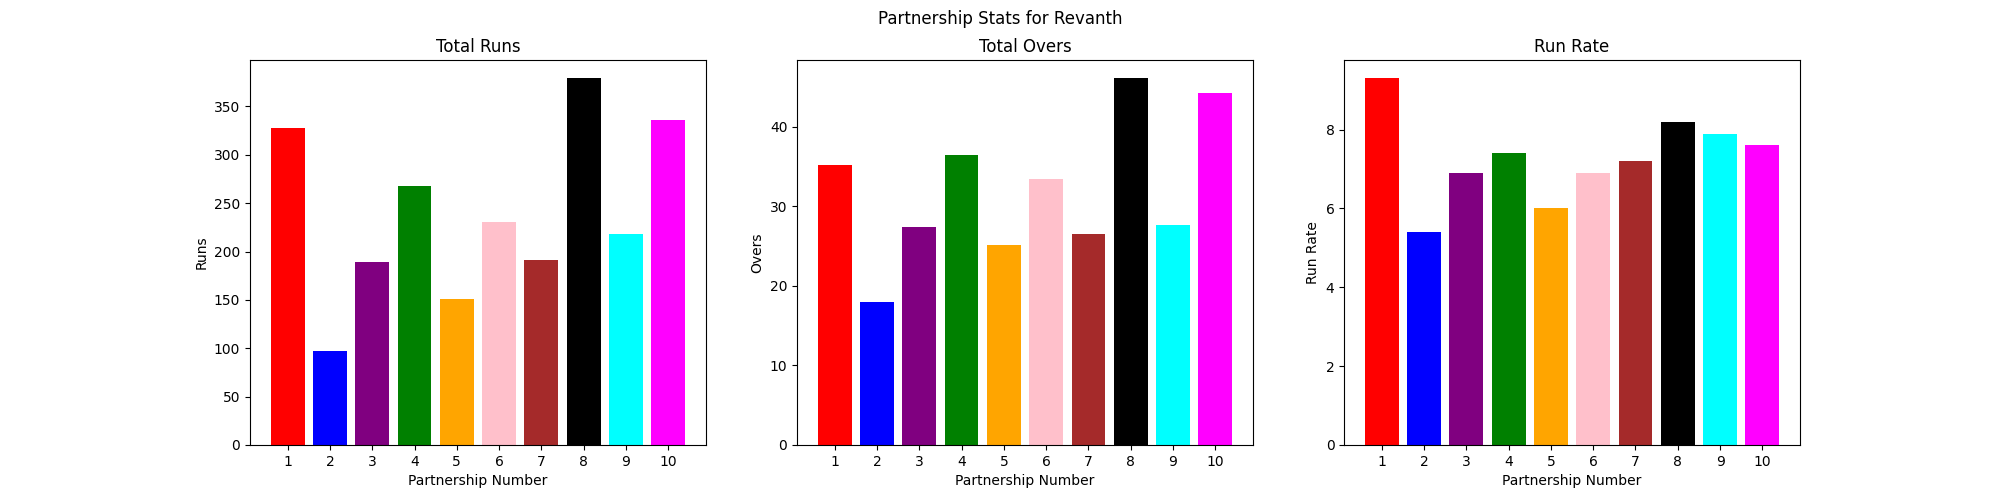 Partnership Stats for Revanth
Total Runs
Runs
350
300
250
200
150
100
50
0
1 2 3 4 5 6 7 8 9 10
Partnership Number
Total Overs
Overs
40
30
20
10
0
1 2 3 4 5 6 7 8 9 10
Partnership Number
Run Rate
Run Rate
8
6
4
2
0
1 2 3 4 5 6 7 8 9 10
Partnership Number